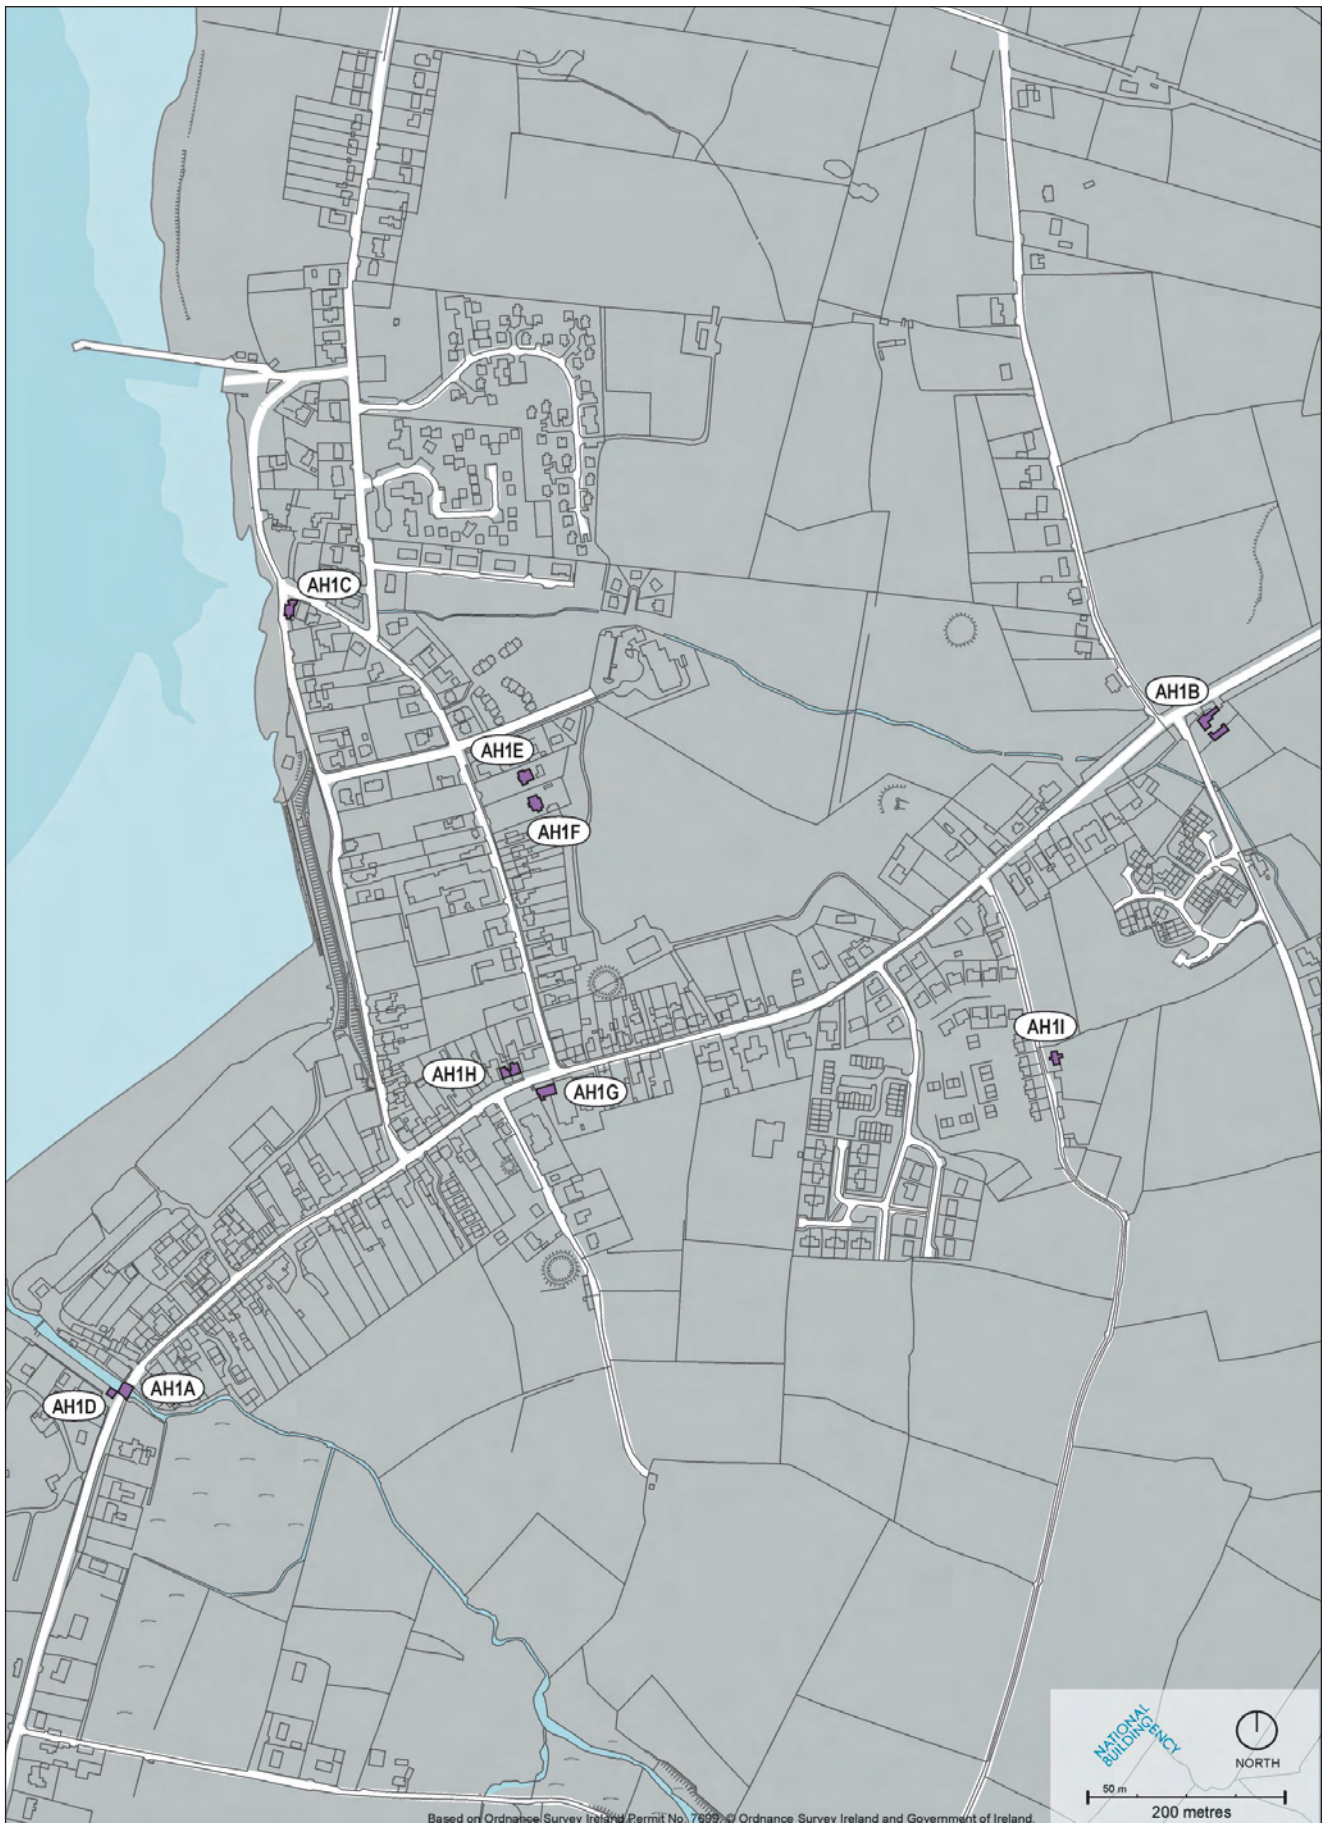 AH1C
AH1B
AH1E
AH1F
AH1I
AH1H
AH1G
AH1A
AH1D
NATIONAL
BUILDINGENCY
NORTH
50 m
200 metres
Based on Ordnance Survey Ireland Permit No. 7699. © Ordnance Survey Ireland and Government of Ireland.